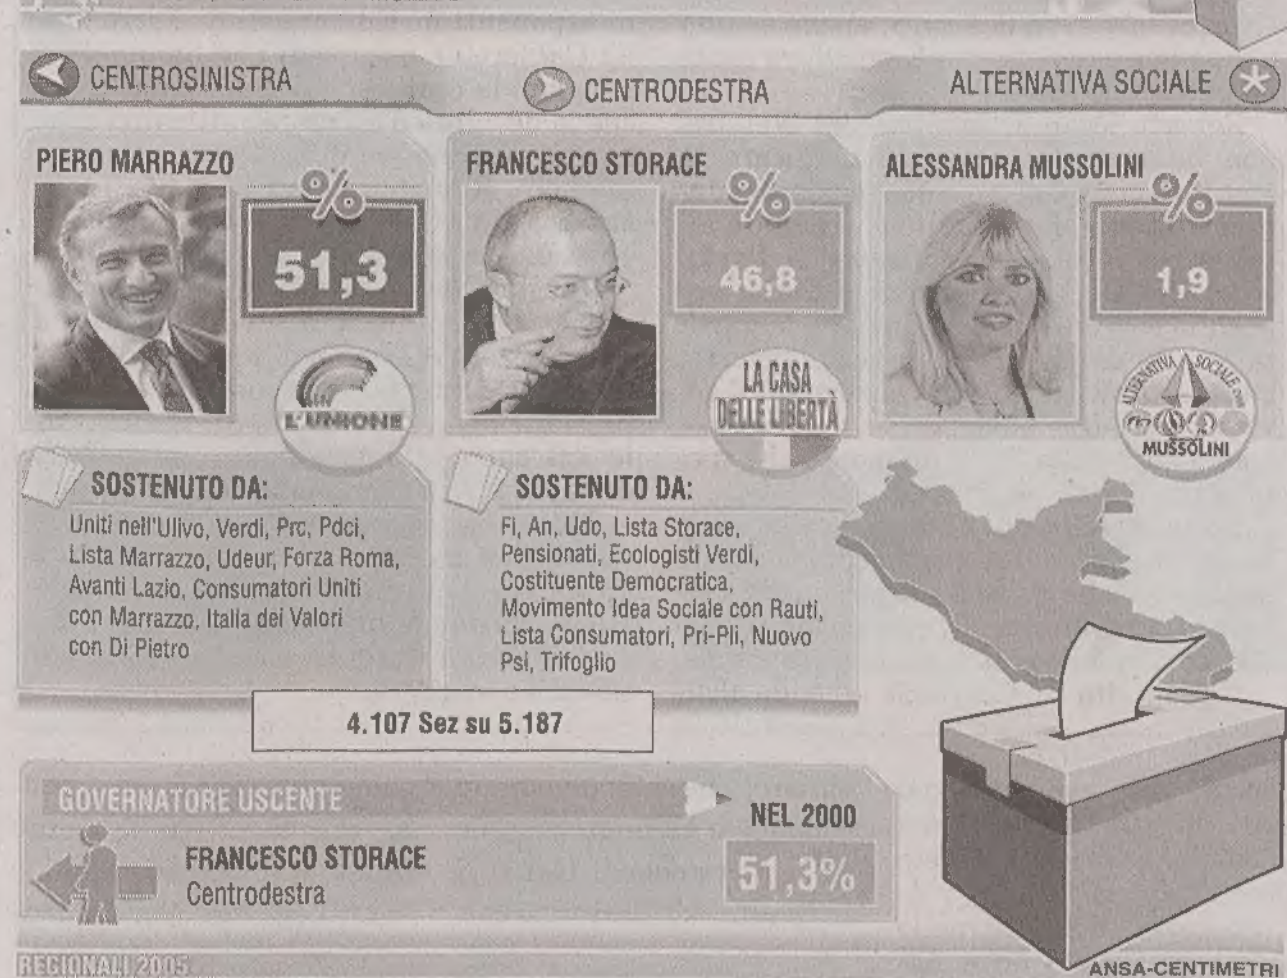 CENTROSINISTRA
CENTRODESTRA
ALTERNATIVA SOCIALE
PIERO MARRAZZO
%
51,3
L'UNIONE
FRANCESCO STORACE
%
46,8
LA CASA
DELLE LIBERTÀ
ALESSANDRA MUSSOLINI
%
1,9
ALTERNATIVA SOCIALE
MUSSOLINI
SOSTENUTO DA:
Uniti nell'Ulivo, Verdi, Prc, Pdci,
Lista Marrazzo, Udeur, Forza Roma,
Avanti Lazio, Consumatori Uniti
con Marrazzo, Italia dei Valori
con Di Pietro
SOSTENUTO DA:
Fi, An, Udc, Lista Storace,
Pensionati, Ecologisti Verdi,
Costituente Democratica,
Movimento Idea Sociale con Rauti,
Lista Consumatori, Pri-Pli, Nuovo
Psi, Trifoglio
4.107 Sez su 5.187
GOVERNATORE USCENTE
NEL 2000
FRANCESCO STORACE
Centrodestra
51,3%
REGIONALI 2005
ANSA-CENTIMETRI